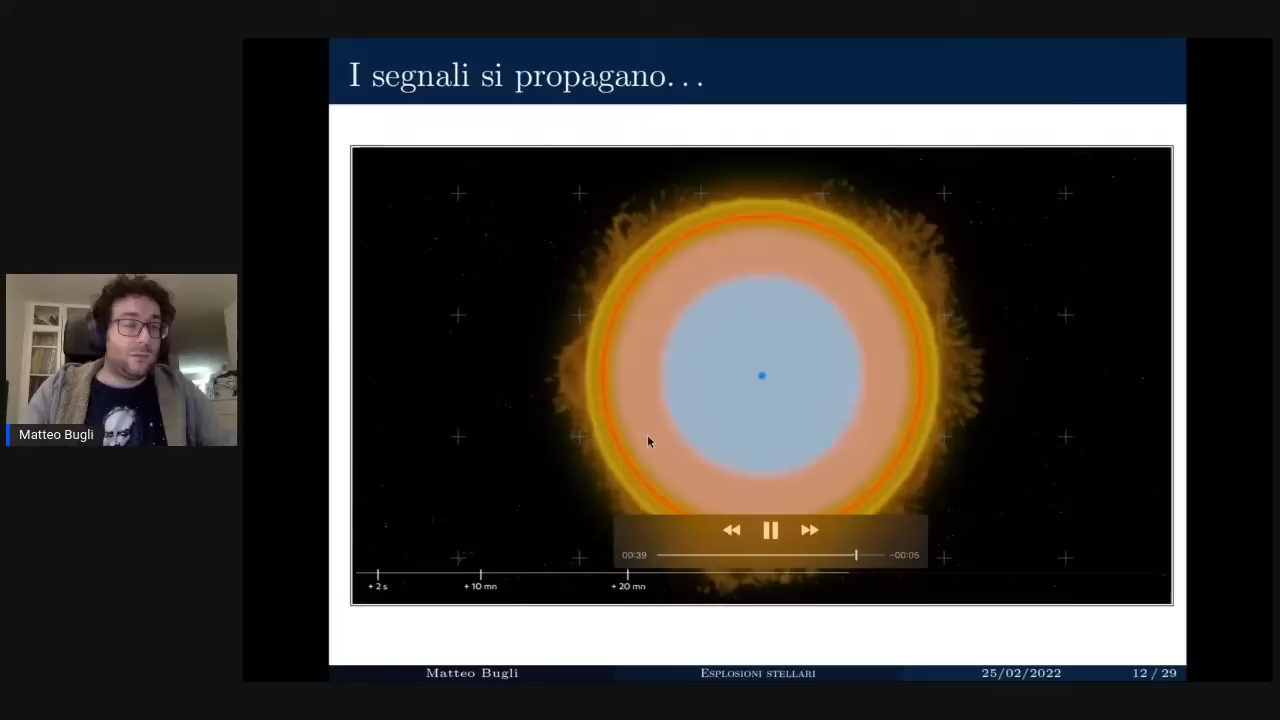 I segnali si propagano...
Matteo Bugli
00:39
-00:05
+ 2 s
+ 10 mn
+ 20 mn
Matteo Bugli
Esplosioni stellari
25/02/2022
12 / 29